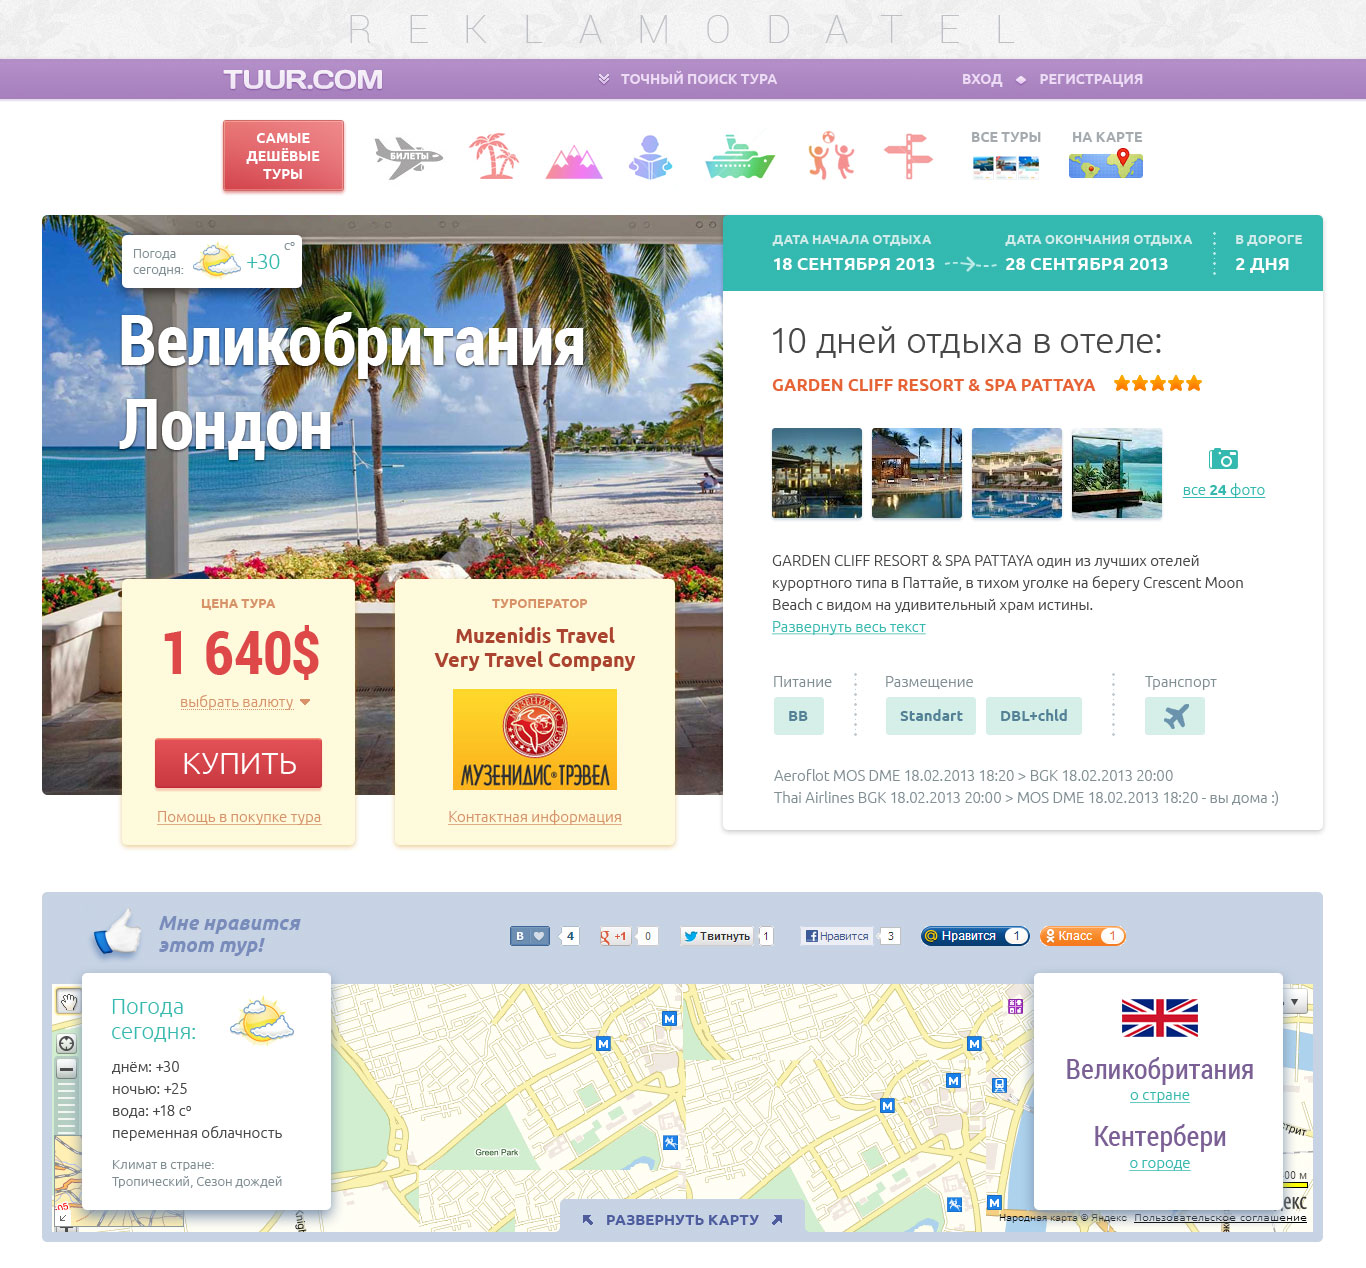 REKLAMODATEL
TUUR.COM
ТОЧНЫЙ ПОИСК ТУРА
ВХОД
РЕГИСТРАЦИЯ
САМЫЕ
ДЕШЁВЫЕ
ТУРЫ
БИЛЕТЫ
ВСЕ ТУРЫ
НА КАРТЕ
Погода
сегодня:
+30
c°
Великобритания
Лондон
ДАТА НАЧАЛА ОТДЫХА
18 СЕНТЯБРЯ 2013
ДАТА ОКОНЧАНИЯ ОТДЫХА
28 СЕНТЯБРЯ 2013
В ДОРОГЕ
2 ДНЯ
10 дней отдыха в отеле:
GARDEN CLIFF RESORT & SPA PATTAYA
все 24 фото
GARDEN CLIFF RESORT & SPA PATTAYA один из лучших отелей
курортного типа в Паттайе, в тихом уголке на берегу Crescent Moon
Beach с видом на удивительный храм истины.
Развернуть весь текст
Питание
BB
Размещение
Standart
DBL+chld
Транспорт
Aeroflot MOS DME 18.02.2013 18:20 > BGK 18.02.2013 20:00
Thai Airlines BGK 18.02.2013 20:00 > MOS DME 18.02.2013 18:20 - вы дома :)
ЦЕНА ТУРА
1 640$
выбрать валюту
КУПИТЬ
Помощь в покупке тура
ТУРОПЕРАТОР
Muzenidis Travel
Very Travel Company
МУЗЕНИДИС ТРЭВЕЛ
МУЗЕНИДИС®ТРЭВЕЛ
Контактная информация
Мне нравится
этот тур!
В
4
g +1
0
Твитнуть
1
Нравится
3
Нравится
1
Класс
1
Погода
сегодня:
днём: +30
ночью: +25
вода: +18 c°
переменная облачность
Климат в стране:
Тропический, Сезон дождей
Green Park
Knigh
Великобритания
о стране
Кентербери
о городе
стрит
00 м
екс
РАЗВЕРНУТЬ КАРТУ
Народная карта © Яндекс
Пользовательское соглашение